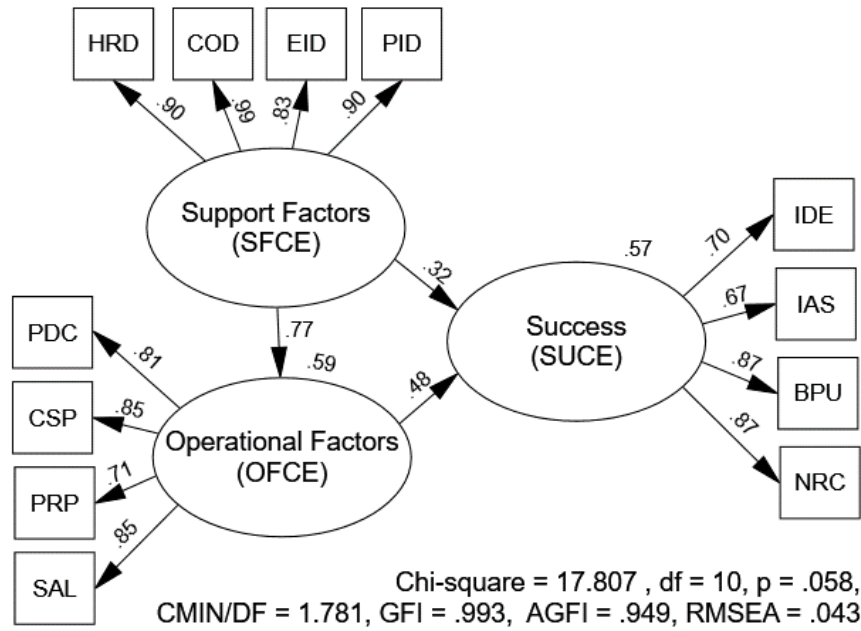 HRD
COD
EID
PID
.90
.99
.83
.90
Support Factors
(SFCE)
.32
.77
.57
Success
(SUCE)
.70
.67
.87
.87
IDE
IAS
BPU
NRC
PDC
CSP
PRP
SAL
.81
.85
.71
.85
.59
.48
Operational Factors
(OFCE)
Chi-square = 17.807 , df = 10, p = .058,
CMIN/DF = 1.781, GFI = .993, AGFI = .949, RMSEA = .043